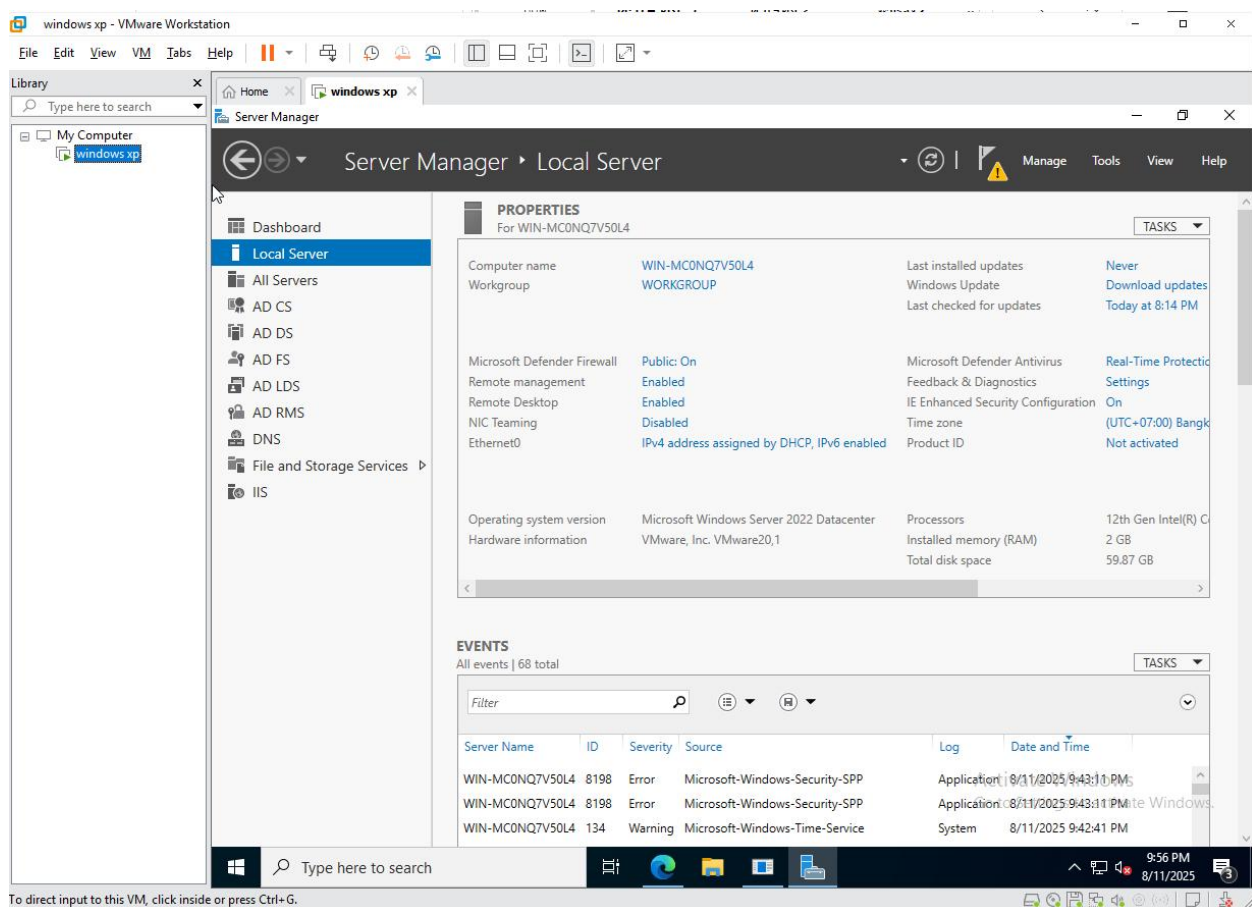 windows xp - VMware Workstation
File Edit View VM Tabs Help
Library
Type here to search
My Computer
windows xp
Home windows xp
Server Manager
Server Manager • Local Server
Manage Tools View Help
Dashboard
Local Server
All Servers
AD CS
AD DS
AD FS
AD LDS
AD RMS
DNS
File and Storage Services
IIS
PROPERTIES
For WIN-MC0NQ7V50L4
TASKS
Computer name WIN-MC0NQ7V50L4 Last installed updates Never
Workgroup WORKGROUP Windows Update Download updates
Last checked for updates Today at 8:14 PM
Microsoft Defender Firewall Public: On Microsoft Defender Antivirus Real-Time Protectic
Remote management Enabled Feedback & Diagnostics Settings
Remote Desktop Enabled IE Enhanced Security Configuration On
NIC Teaming Disabled Time zone (UTC+07:00) Bangk
Ethernet0 IPv4 address assigned by DHCP, IPv6 enabled Product ID Not activated
Operating system version Microsoft Windows Server 2022 Datacenter Processors 12th Gen Intel(R) C
Hardware information VMware, Inc. VMware20,1 Installed memory (RAM) 2 GB
Total disk space 59.87 GB
EVENTS
All events | 68 total
TASKS
Filter
Server Name ID Severity Source Log Date and Time
WIN-MC0NQ7V50L4 8198 Error Microsoft-Windows-Security-SPP Application 8/11/2025 9:43:11 PM
WIN-MC0NQ7V50L4 8198 Error Microsoft-Windows-Security-SPP Application 8/11/2025 9:43:11 PM
WIN-MC0NQ7V50L4 134 Warning Microsoft-Windows-Time-Service System 8/11/2025 9:42:41 PM
Activate Windows
Go to Settings to activate Windows.
Type here to search
9:56 PM
8/11/2025
3
To direct input to this VM, click inside or press Ctrl+G.